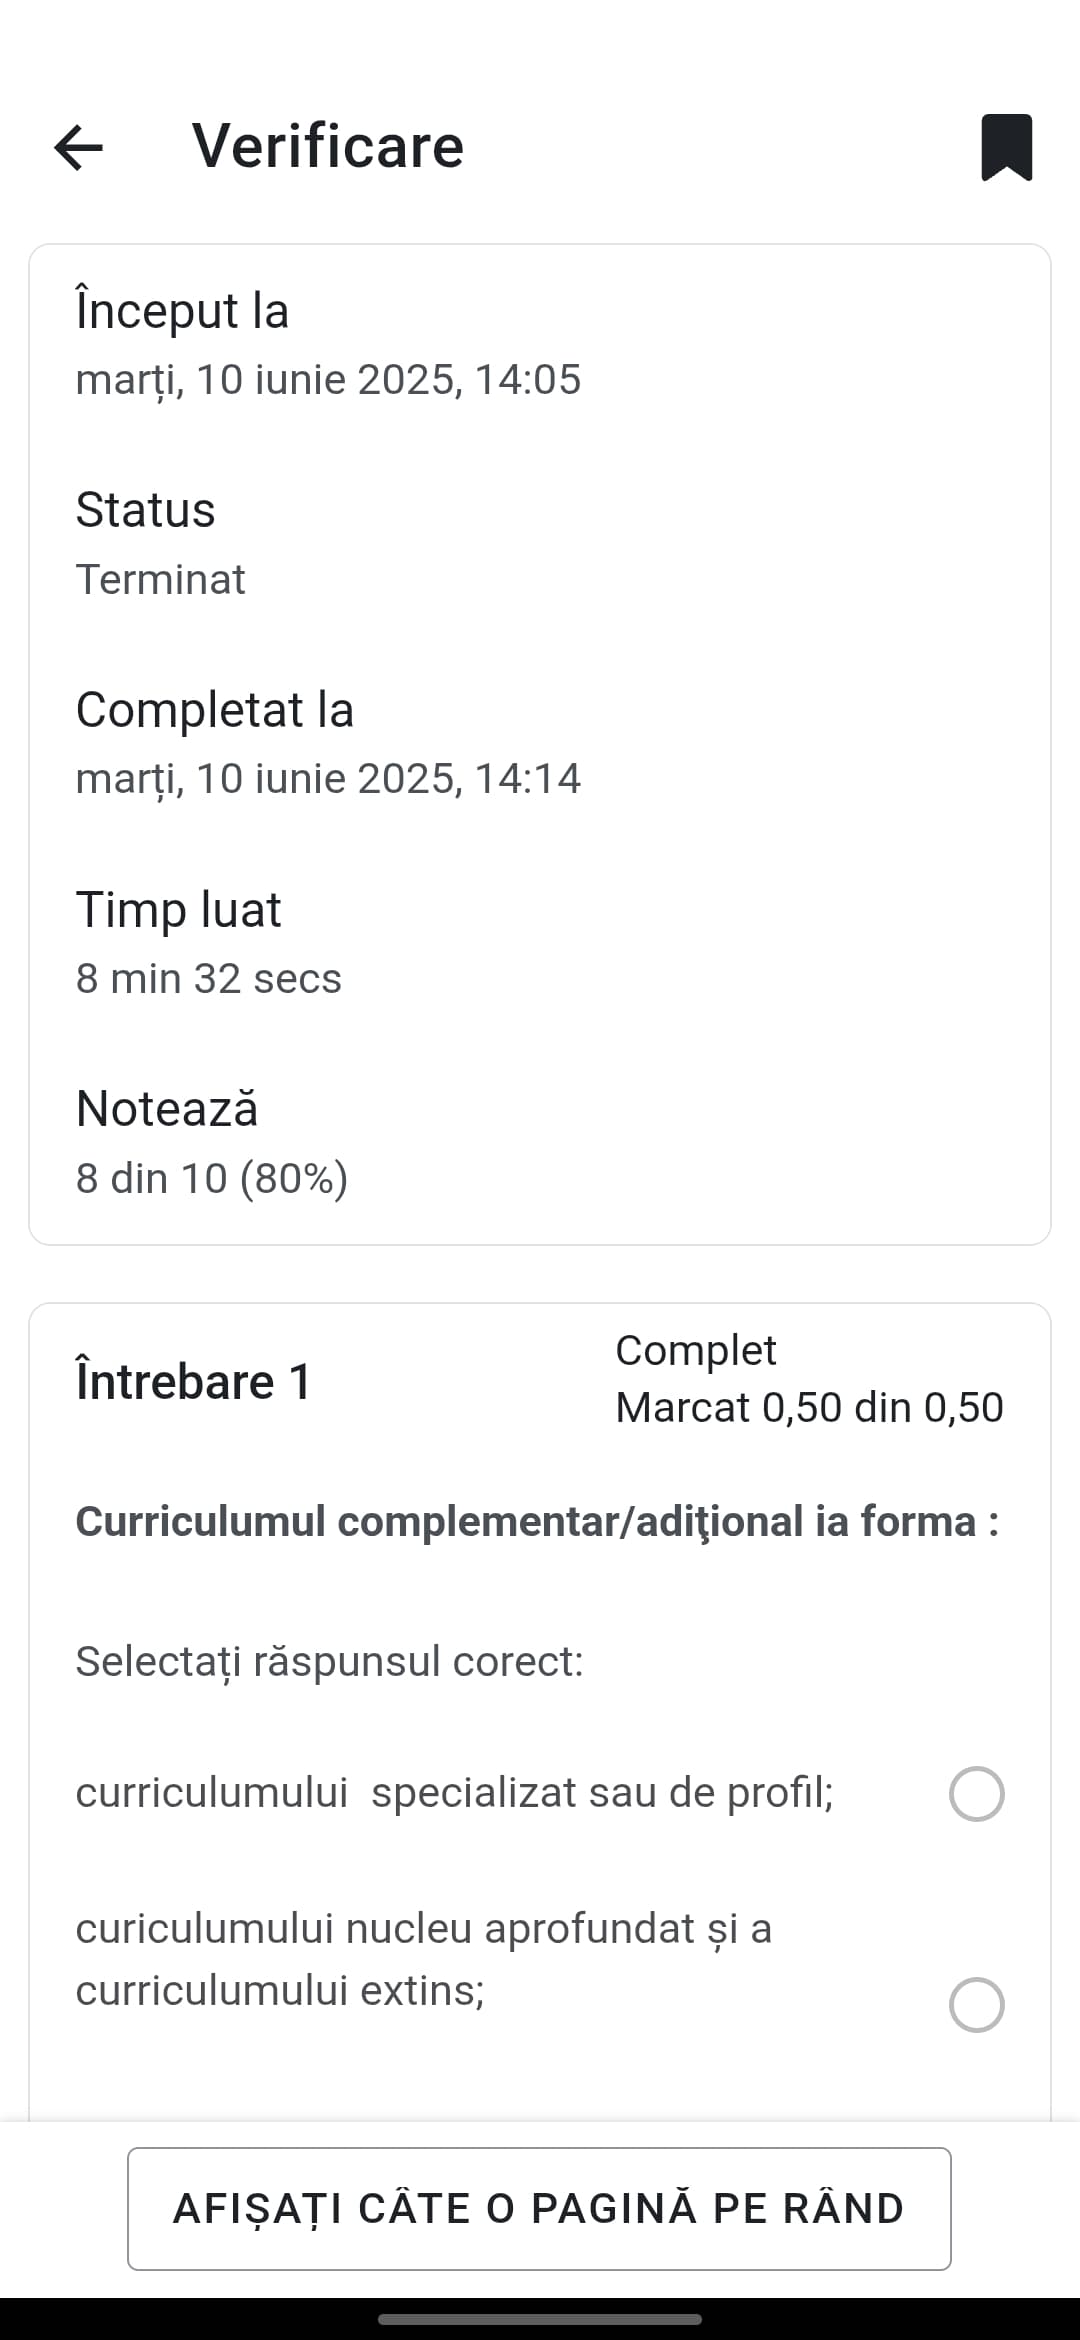 Verificare
Început la
marți, 10 iunie 2025, 14:05
Status
Terminat
Completat la
marți, 10 iunie 2025, 14:14
Timp luat
8 min 32 secs
Notează
8 din 10 (80%)
Întrebare 1
Complet
Marcat 0,50 din 0,50
Curriculumul complementar/adiţional ia forma :
Selectați răspunsul corect:
curriculumului  specializat sau de profil;
curiculumului nucleu aprofundat și a
curriculumului extins;
AFIȘAȚI CÂTE O PAGINĂ PE RÂND